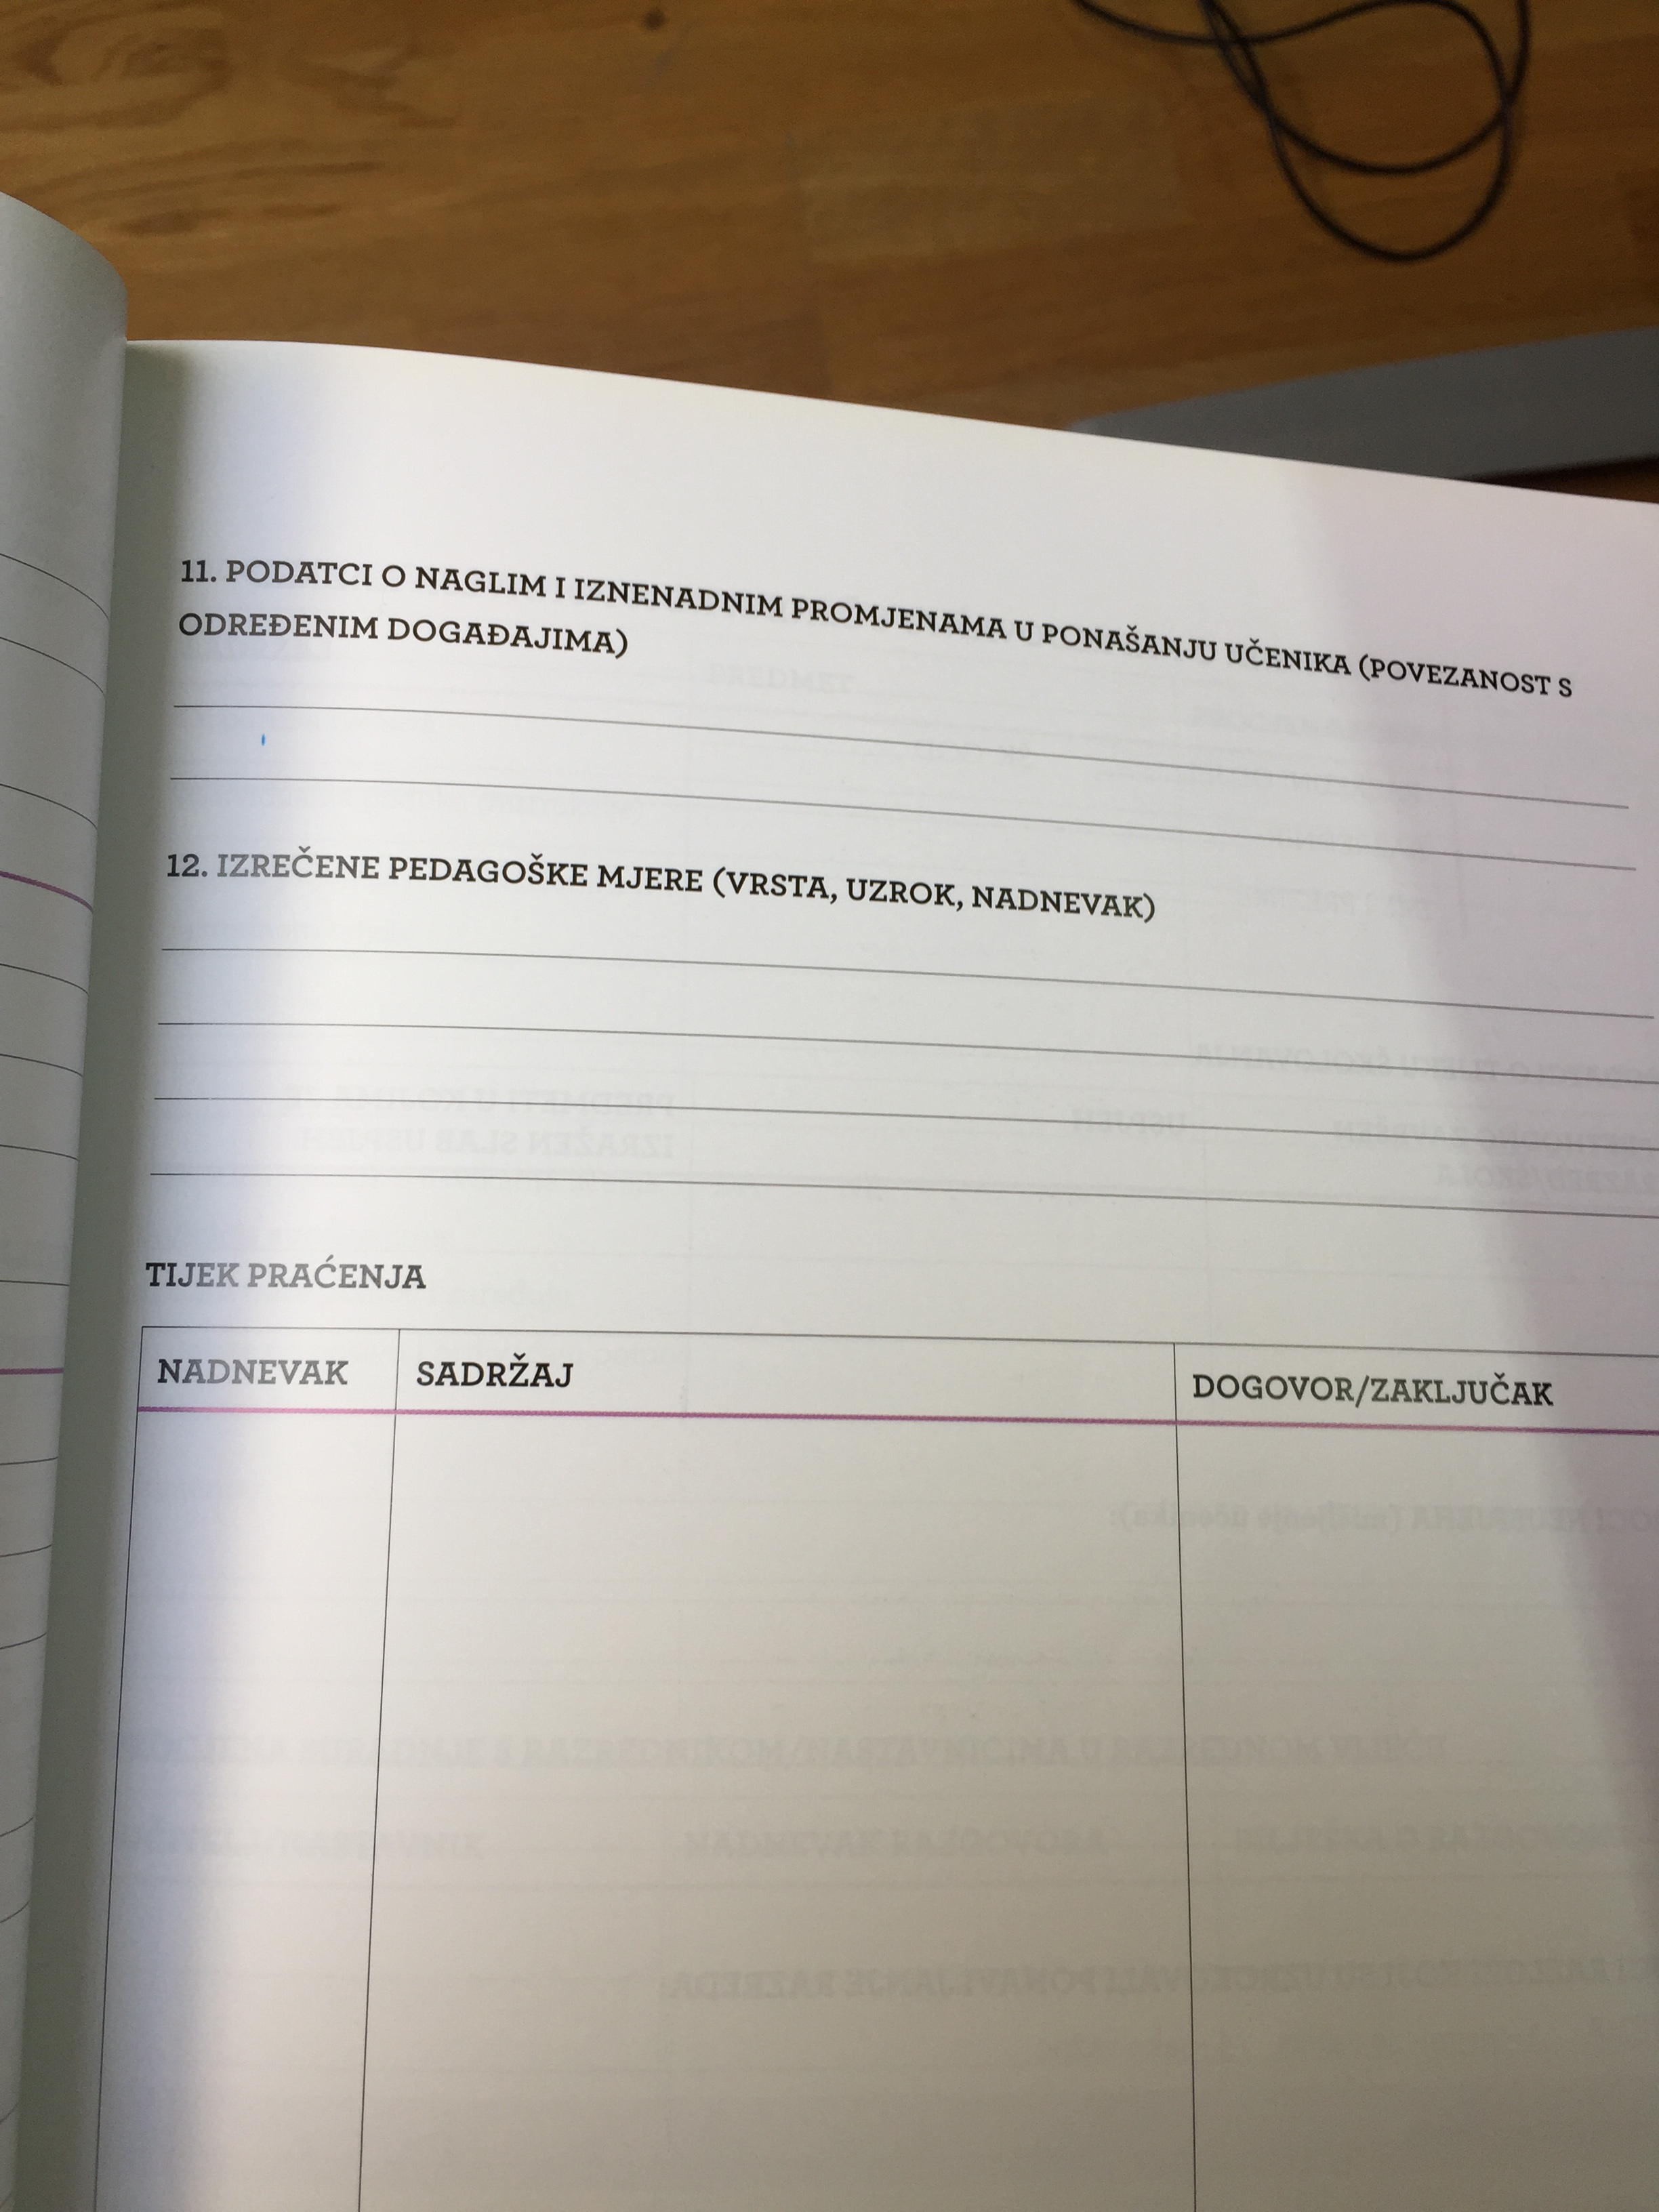 11. PODATCI O NAGLIM I IZNENADNIM PROMJENAMA U PONAŠANJU UČENIKA (POVEZANOST S
ODREĐENIM DOGAĐAJIMA)
12. IZREČENE PEDAGOŠKE MJERE (VRSTA, UZROK, NADNEVAK)
TIJEK PRAĆENJA
NADNEVAK SADRŽAJ DOGOVOR/ZAKLJUČAK